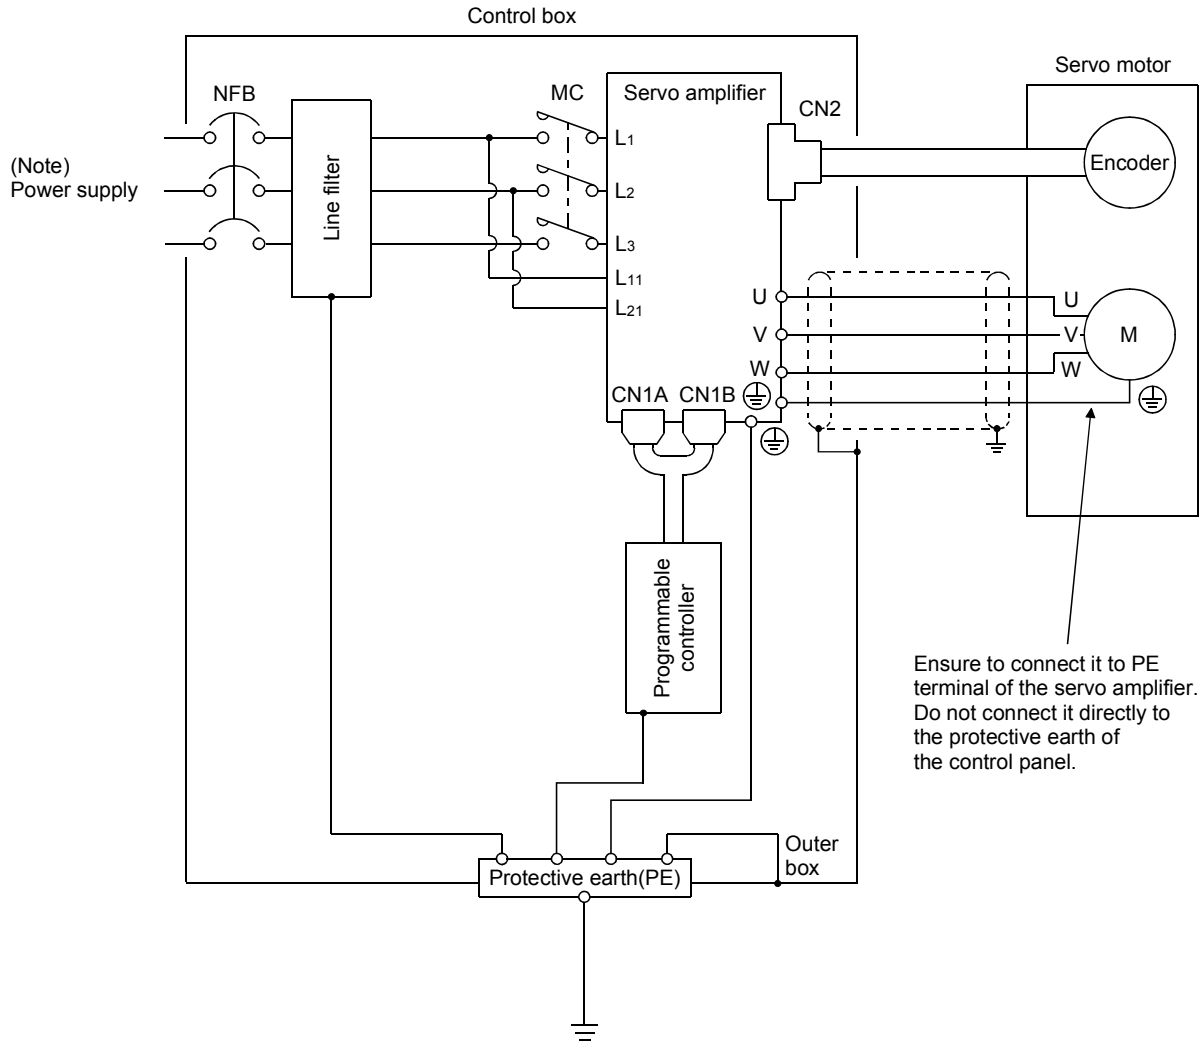 Control box
Servo motor
NFB
MC
Servo amplifier
CN2
(Note)
Power supply
Line filter
L1
L2
L3
L11
L21
Encoder
U
V
W
U
V
W
M
CN1A
CN1B
Programmable
controller
Ensure to connect it to PE
terminal of the servo amplifier.
Do not connect it directly to
the protective earth of
the control panel.
Outer
box
Protective earth(PE)